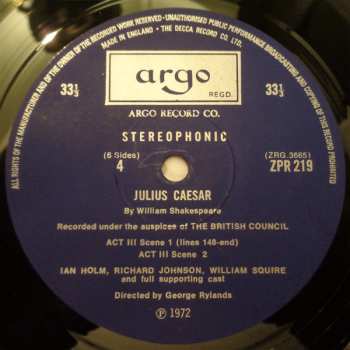 ALL RIGHTS OF THE MANUFACTURER AND OF THE OWNER OF THE RECORDED WORK RESERVED · UNAUTHORISED PUBLIC PERFORMANCE BROADCASTING AND COPYING OF THIS RECORD PROHIBITED
MADE IN ENGLAND · THE DECCA RECORD CO. LTD.
argo
REGD.
33⅓ 33⅓
ARGO RECORD CO.
STEREOPHONIC
(6 Sides) (ZRG.3665)
4 ZPR 219
JULIUS CAESAR
By William Shakespeare
Recorded under the auspices of THE BRITISH COUNCIL
ACT III Scene 1 (lines 148-end)
ACT III Scene 2
IAN HOLM, RICHARD JOHNSON, WILLIAM SQUIRE
and full supporting cast
Directed by George Rylands
℗ 1972